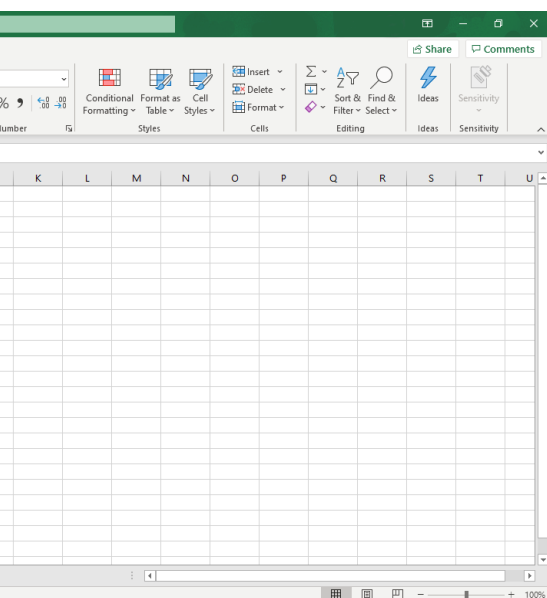 Share Comments
Insert
Delete
Format
Conditional Formatting
Format as Table
Cell Styles
Sort & Filter
Find & Select
Ideas
Sensitivity
%
Styles
Cells
Editing
Ideas
Sensitivity
K L M N O P Q R S T U
100%